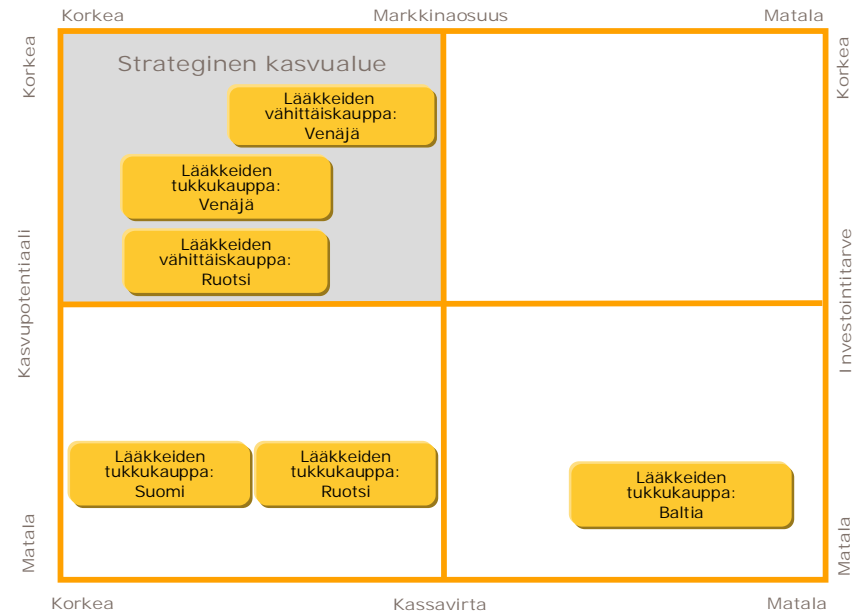 Korkea Markkinaosuus Matala
Korkea
Kasvupotentiaali
Matala
Strateginen kasvualue
Lääkkeiden
vähittäiskauppa:
Venäjä
Lääkkeiden
tukkukauppa:
Venäjä
Lääkkeiden
vähittäiskauppa:
Ruotsi
Lääkkeiden
tukkukauppa:
Suomi
Lääkkeiden
tukkukauppa:
Ruotsi
Lääkkeiden
tukkukauppa:
Baltia
Korkea
Investointitarve
Matala
Korkea Kassavirta Matala